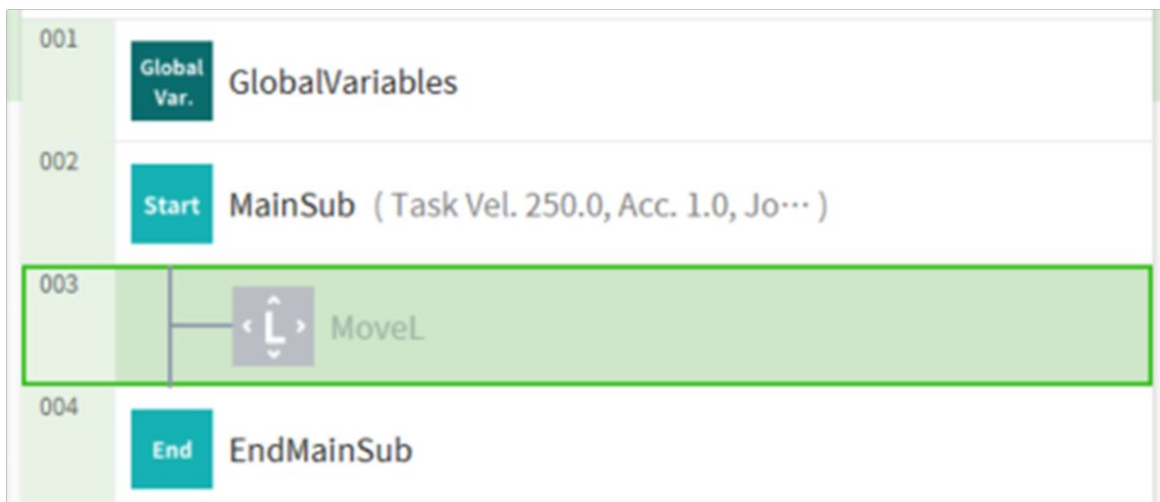 001
Global
Var.
GlobalVariables
002
Start
MainSub ( Task Vel. 250.0, Acc. 1.0, Jo··· )
003
L
MoveL
004
End
EndMainSub